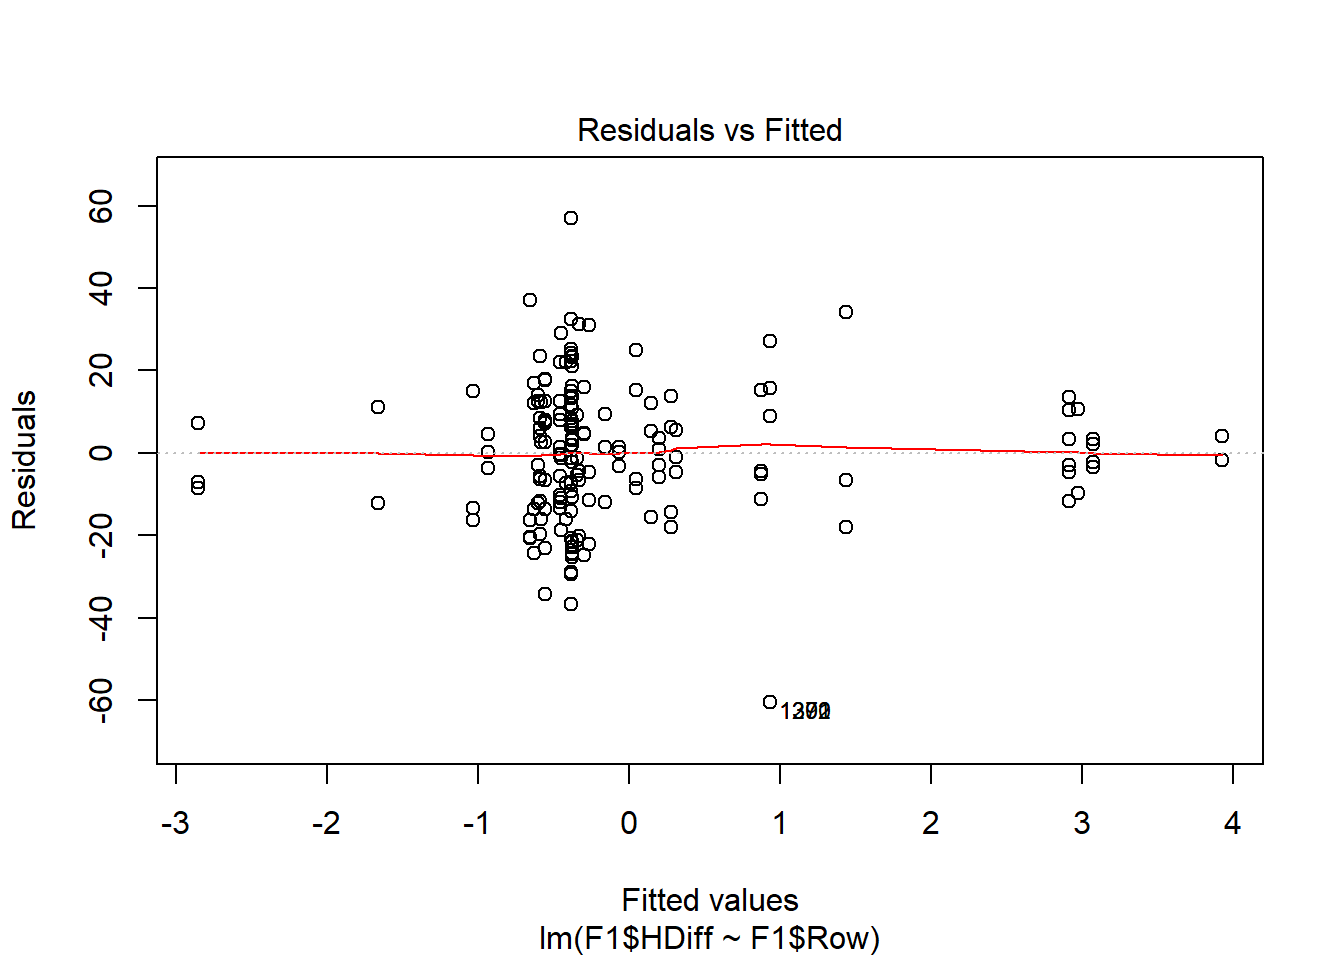 Residuals vs Fitted
Residuals
60
40
20
0
-20
-40
-60
-3 -2 -1 0 1 2 3 4
Fitted values
lm(F1$HDiff ~ F1$Row)